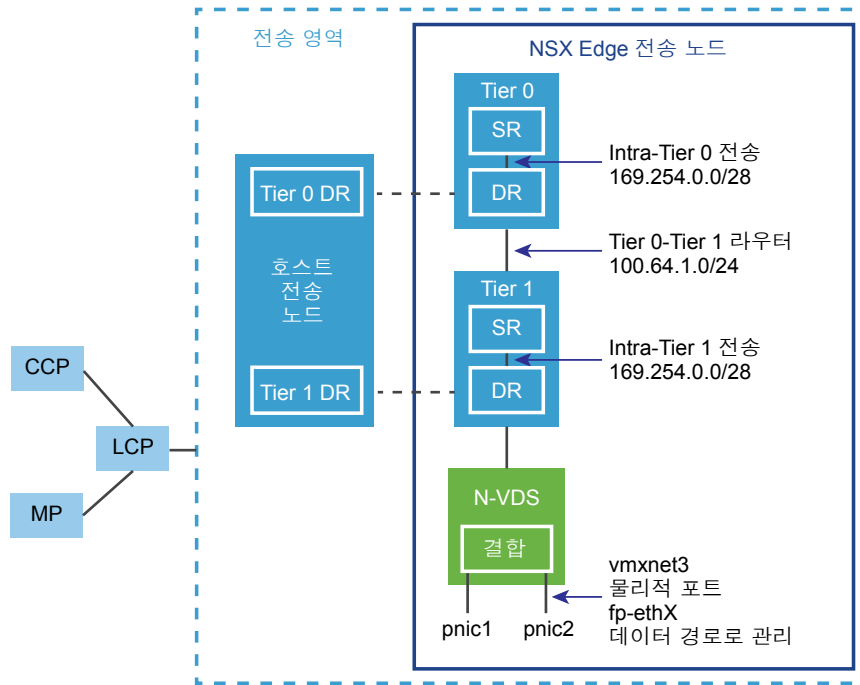 전송 영역
NSX Edge 전송 노드
Tier 0
SR
DR
Intra-Tier 0 전송
169.254.0.0/28
Tier 0 DR
호스트
전송
노드
Tier 1 DR
Tier 0-Tier 1 라우터
100.64.1.0/24
Tier 1
SR
DR
Intra-Tier 1 전송
169.254.0.0/28
CCP
LCP
MP
N-VDS
결합
pnic1
pnic2
vmxnet3
물리적 포트
fp-ethX
데이터 경로로 관리